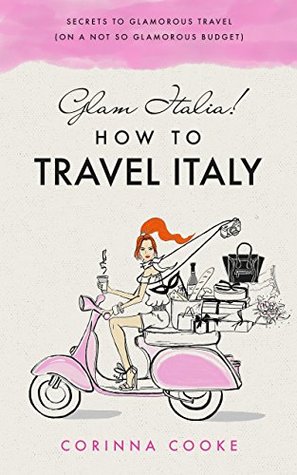 SECRETS TO GLAMOROUS TRAVEL
(ON A NOT SO GLAMOROUS BUDGET)
Glam Italia!
HOW TO
TRAVEL ITALY
CORINNA COOKE